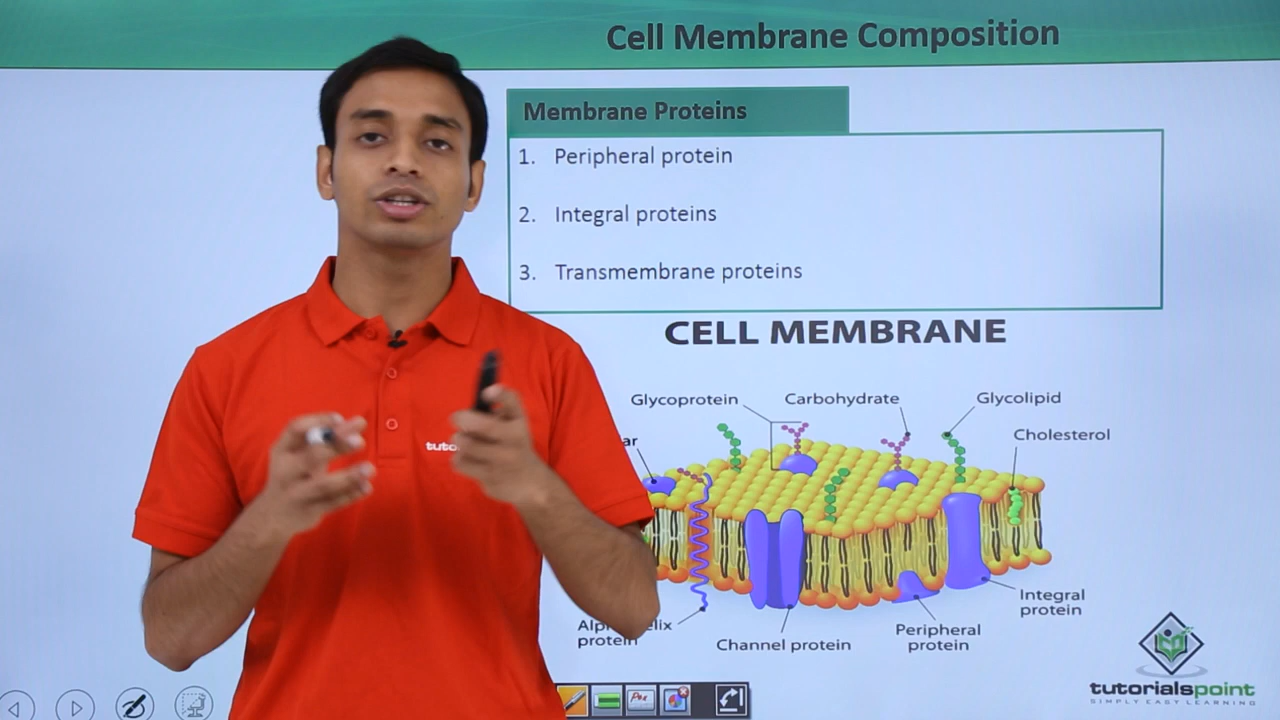 Cell Membrane Composition
Membrane Proteins
1. Peripheral protein
2. Integral proteins
3. Transmembrane proteins
CELL MEMBRANE
Glycoprotein
Carbohydrate
Glycolipid
Cholesterol
Integral
protein
Peripheral
protein
Channel protein
protein
tutorialspoint
SIMPLY EASY LEARNING